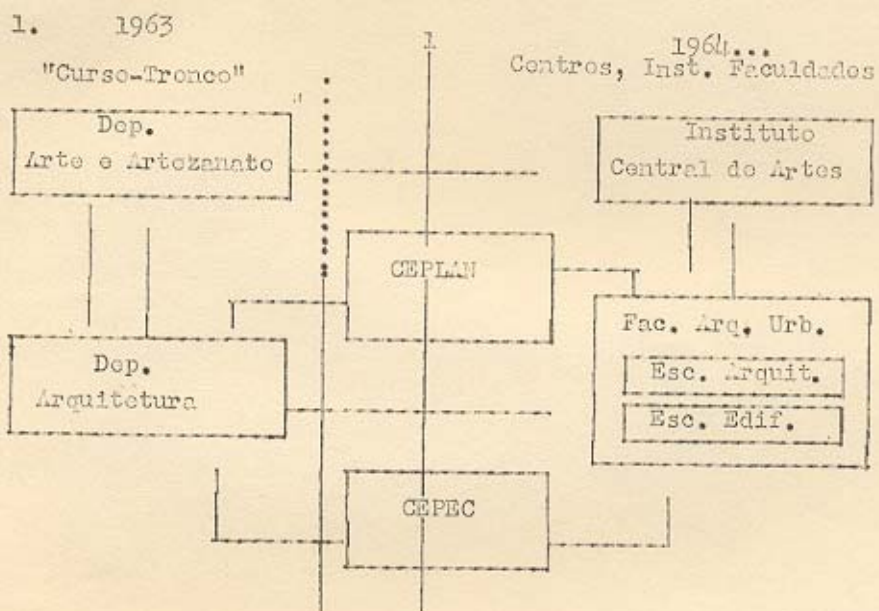 1. 1963
"Curso-Tronco"
Dep.
Arte e Artezanato
Dep.
Arquitetura
1
CEPLAN
CEPEC
1964...
Centros, Inst. Faculdades
Instituto
Central de Artes
Fac. Arq. Urb.
Esc. Arquit.
Esc. Edif.